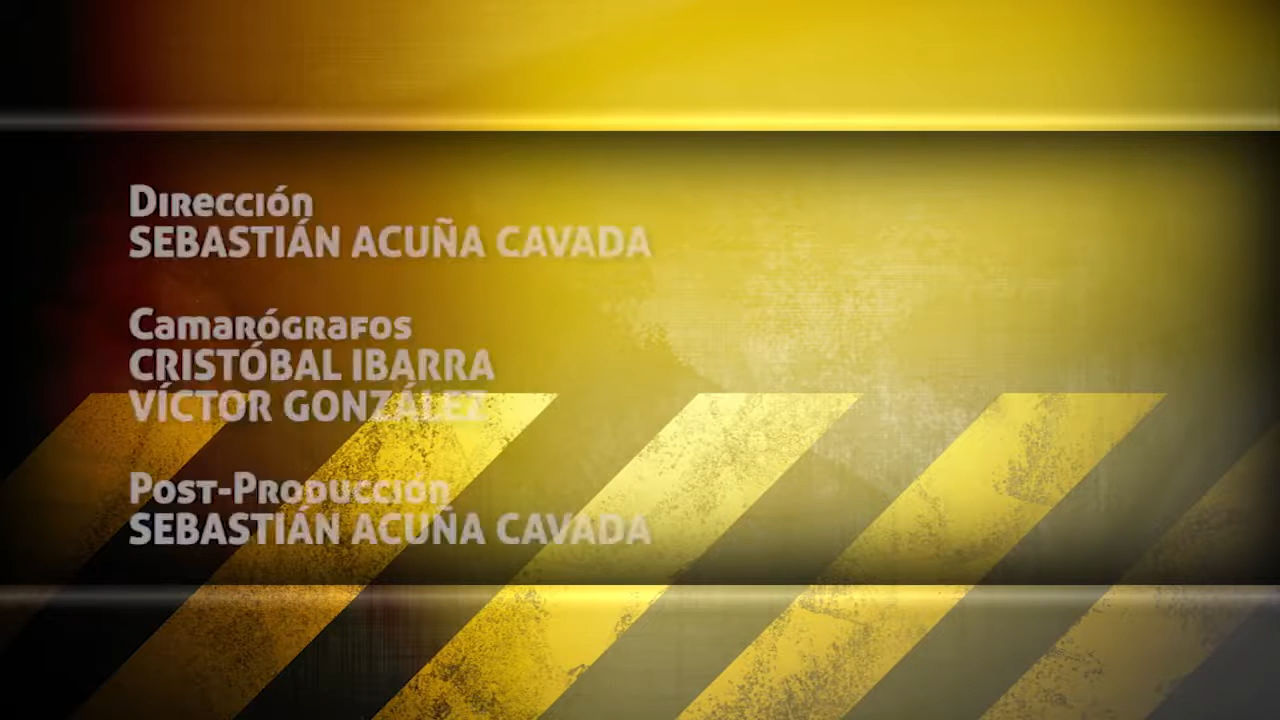 Dirección
SEBASTIÁN ACUÑA CAVADA
Camarógrafos
CRISTÓBAL IBARRA
VÍCTOR GONZÁLEZ
Post-Producción
SEBASTIÁN ACUÑA CAVADA